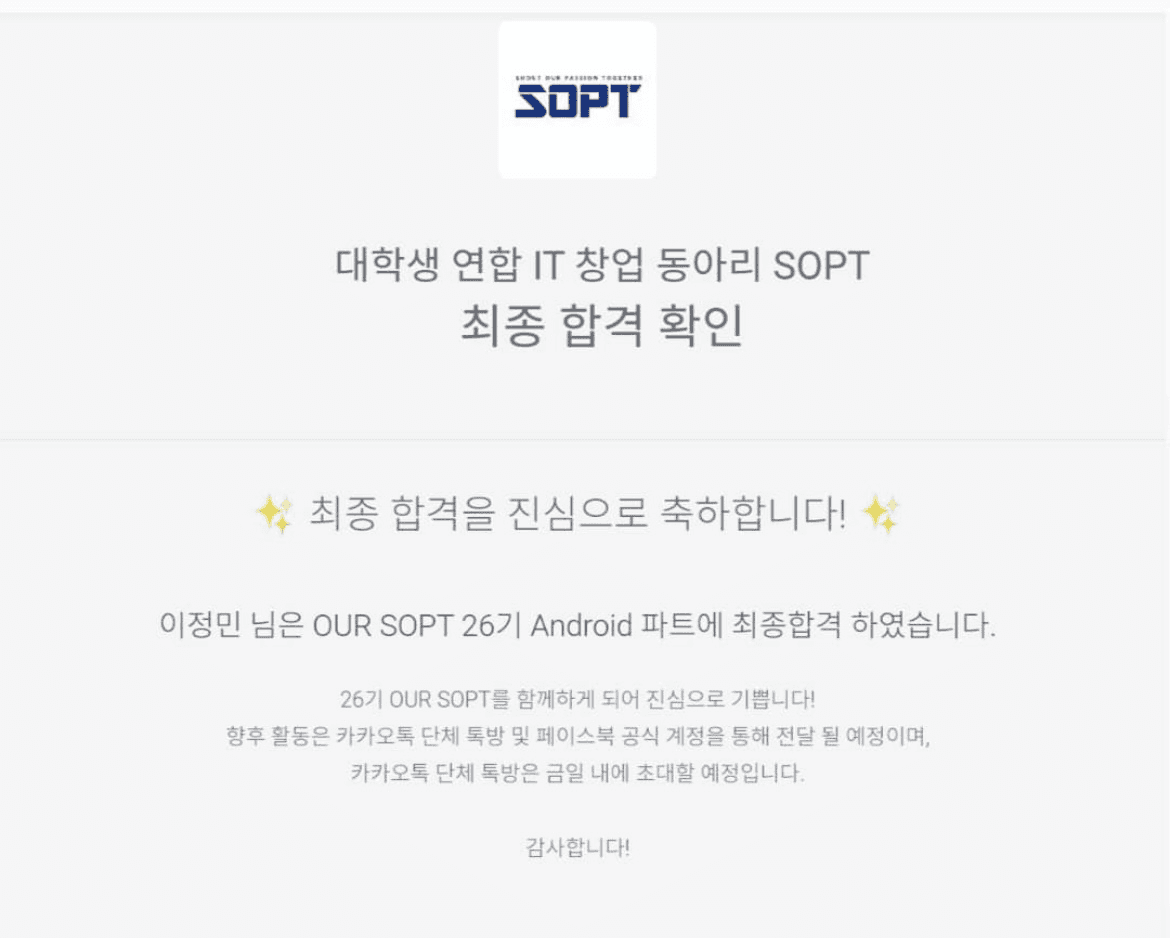 SHOUT OUR PASSION TOGETHER
SOPT
대학생 연합 IT 창업 동아리 SOPT
최종 합격 확인
✨ 최종 합격을 진심으로 축하합니다! ✨
이정민 님은 OUR SOPT 26기 Android 파트에 최종합격 하였습니다.
26기 OUR SOPT를 함께하게 되어 진심으로 기쁩니다!
향후 활동은 카카오톡 단체 톡방 및 페이스북 공식 계정을 통해 전달 될 예정이며,
카카오톡 단체 톡방은 금일 내에 초대할 예정입니다.
감사합니다!